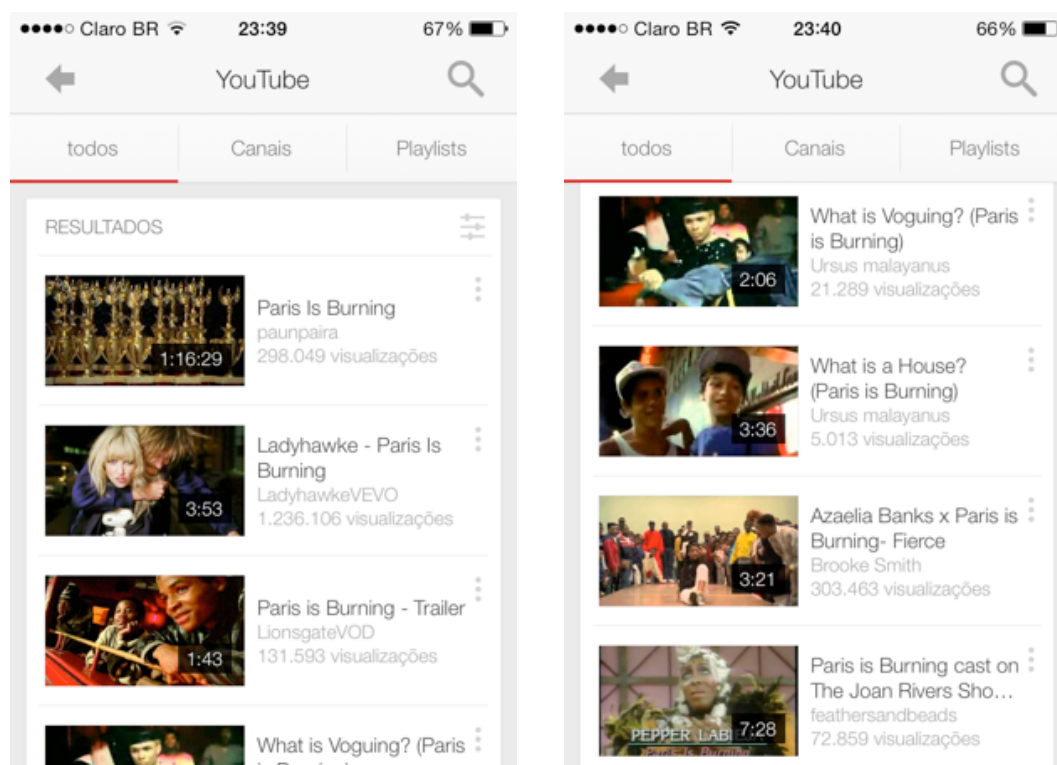 Claro BR 23:39 67%
YouTube
todos Canais Playlists
RESULTADOS
1:16:29
Paris Is Burning
paunpaira
298.049 visualizações
3:53
Ladyhawke - Paris Is
Burning
LadyhawkeVEVO
1.236.106 visualizações
1:43
Paris is Burning - Trailer
LionsgateVOD
131.593 visualizações
What is Voguing? (Paris
Claro BR 23:40 66%
YouTube
todos Canais Playlists
2:06
What is Voguing? (Paris
is Burning)
Ursus malayanus
21.289 visualizações
3:36
What is a House?
(Paris is Burning)
Ursus malayanus
5.013 visualizações
3:21
Azaelia Banks x Paris is
Burning- Fierce
Brooke Smith
303.463 visualizações
PEPPER LABI
Paris Is Burning
7:28
Paris is Burning cast on
The Joan Rivers Sho...
feathersandbeads
72.859 visualizações